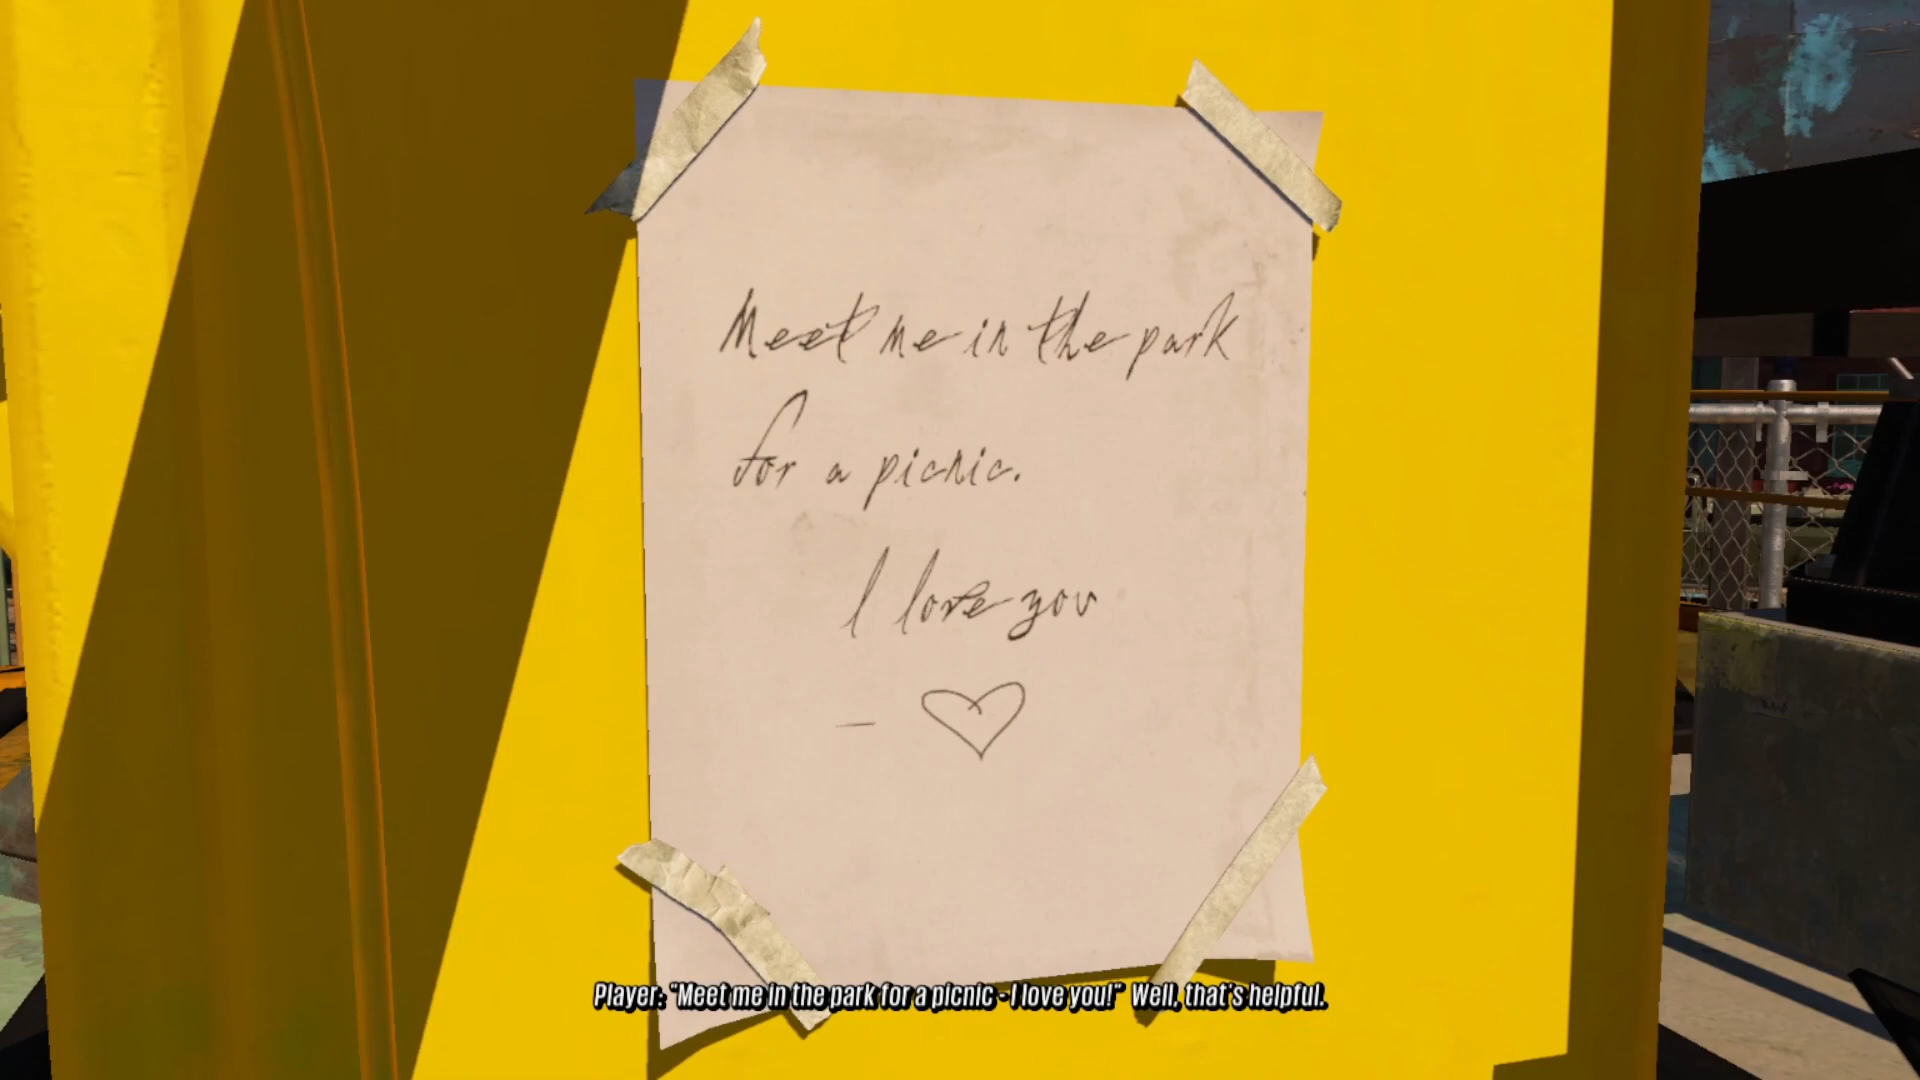 Meet me in the park
for a picnic.
I love you
– ♡
Player: "Meet me in the park for a picnic - I love you!" Well, that's helpful.